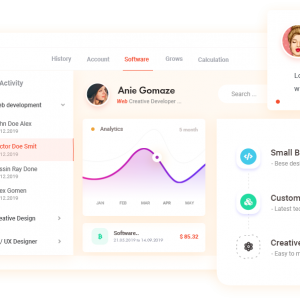 History Account Software Grows Calculation
Activity
Anie Gomaze
Web Creative Developer ...
Search ...
Lo
w
eb development
hn Doe Alex
12.2019
ctor Doe Smit
12.2019
ssin Ray Done
12.2019
ex Gomen
12.2019
eative Design
/ UX Designer
Analytics
5 month
JAN FEB MAR APR MAY
B
Software..
21.05.2019 to 14.09.2019
$ 85.32
Small B
- Bese des
Custom
- Latest tec
Creative
- Easy to m